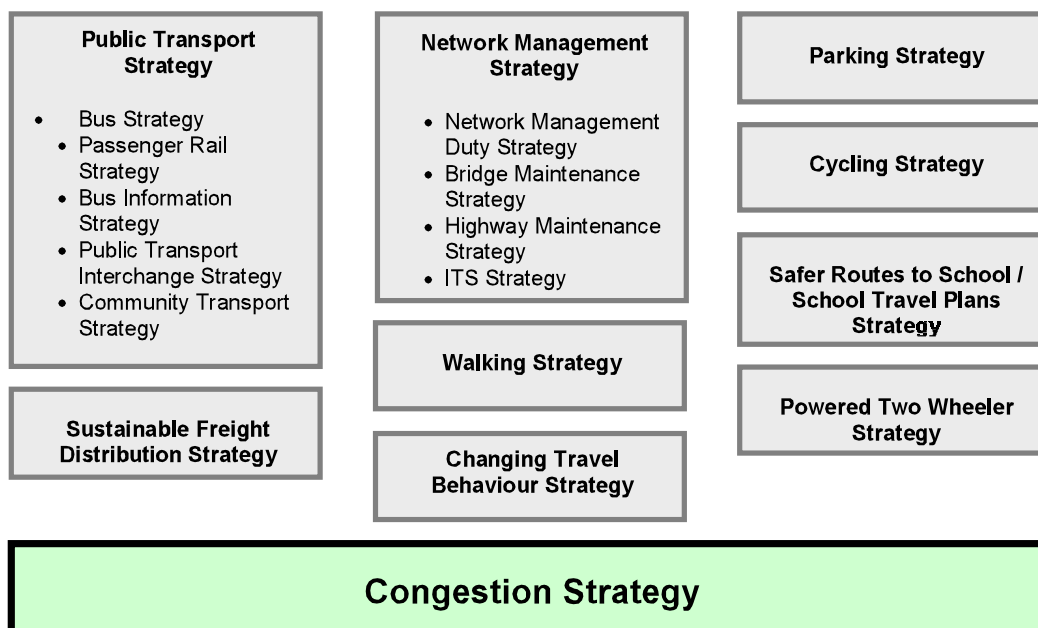 Public Transport
Strategy
• Bus Strategy
• Passenger Rail
Strategy
• Bus Information
Strategy
• Public Transport
Interchange Strategy
• Community Transport
Strategy
Sustainable Freight
Distribution Strategy
Network Management
Strategy
• Network Management
Duty Strategy
• Bridge Maintenance
Strategy
• Highway Maintenance
Strategy
• ITS Strategy
Walking Strategy
Changing Travel
Behaviour Strategy
Parking Strategy
Cycling Strategy
Safer Routes to School /
School Travel Plans
Strategy
Powered Two Wheeler
Strategy
Congestion Strategy